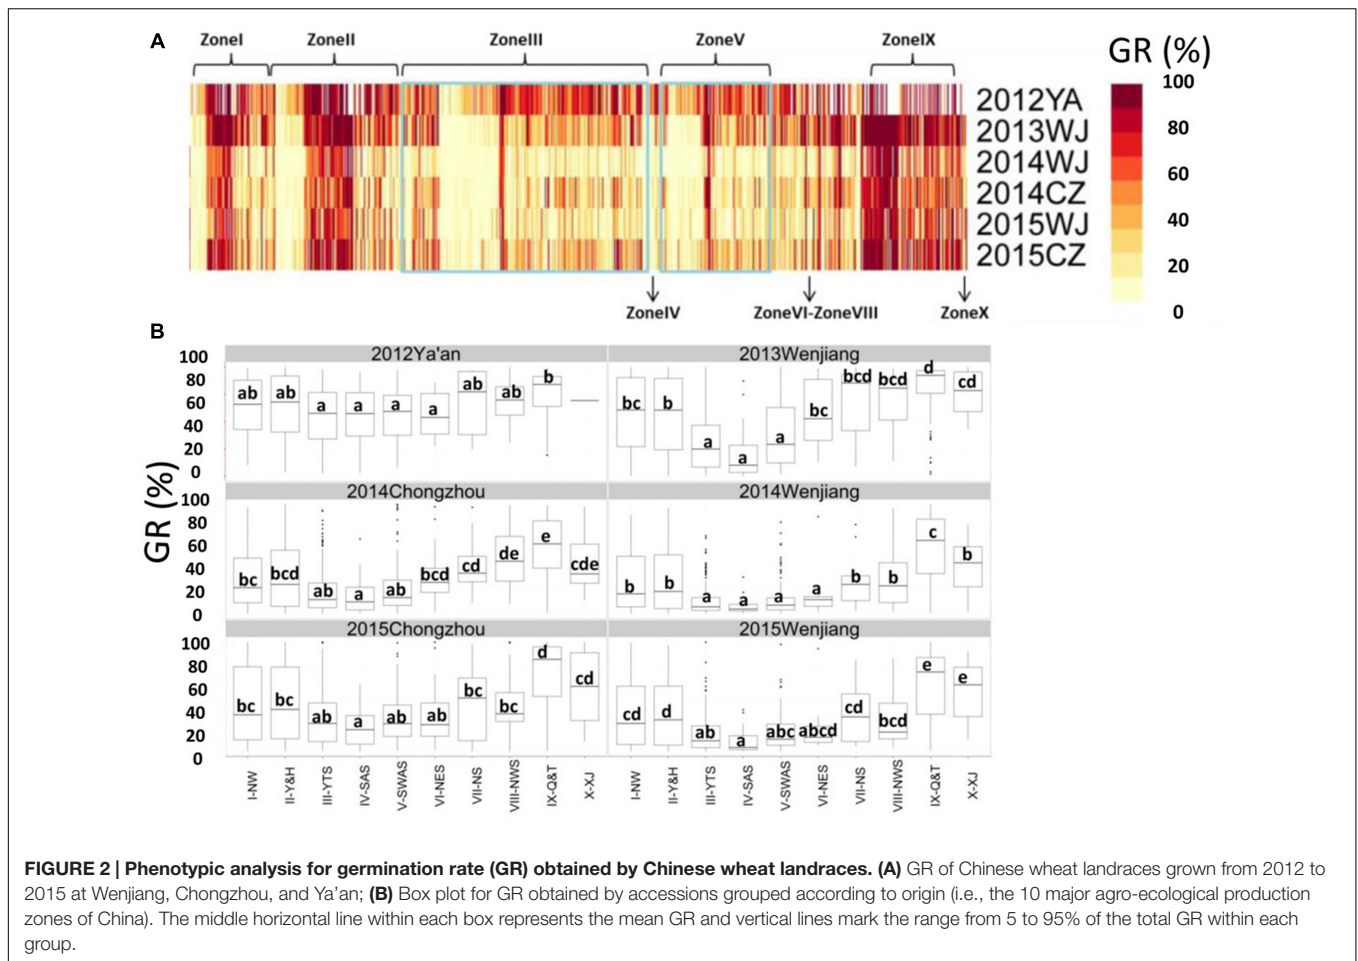 A
ZoneI ZoneII ZoneIII ZoneV ZoneIX
GR (%)
100
80
60
40
20
0
2012YA
2013WJ
2014WJ
2014CZ
2015WJ
2015CZ
ZoneIV ZoneVI-ZoneVIII ZoneX
B
GR (%)
2012Ya'an 2013Wenjiang
100
80
60
40
20
0
ab ab a a a a ab ab b
bc b a a a bc bcd bcd d cd
2014Chongzhou 2014Wenjiang
100
80
60
40
20
0
bc bcd ab a ab bcd cd de e cde
b b a a a a b b c b
2015Chongzhou 2015Wenjiang
100
80
60
40
20
0
bc bc ab a ab ab bc bc d cd
cd d ab a abc abcd cd bcd e e
I-NW II-Y&H III-YTS IV-SAS V-SWAS VI-NES VII-NS VIII-NWS IX-Q&T X-XJ
I-NW II-Y&H III-YTS IV-SAS V-SWAS VI-NES VII-NS VIII-NWS IX-Q&T X-XJ
FIGURE 2 | Phenotypic analysis for germination rate (GR) obtained by Chinese wheat landraces. (A) GR of Chinese wheat landraces grown from 2012 to
2015 at Wenjiang, Chongzhou, and Ya'an; (B) Box plot for GR obtained by accessions grouped according to origin (i.e., the 10 major agro-ecological production
zones of China). The middle horizontal line within each box represents the mean GR and vertical lines mark the range from 5 to 95% of the total GR within each
group.